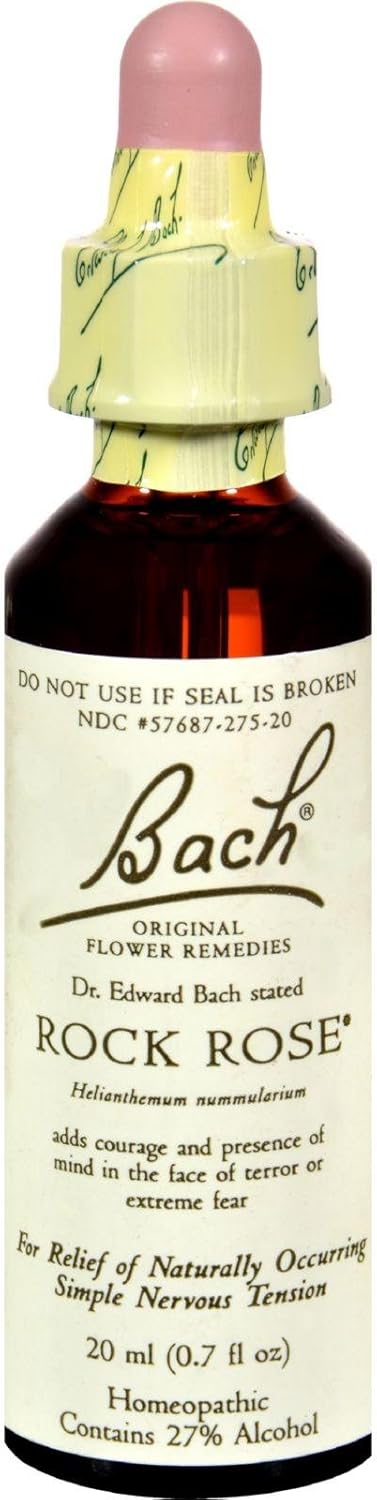 DO NOT USE IF SEAL IS BROKEN
NDC #57687-275-20
Bach®
ORIGINAL
FLOWER REMEDIES
Dr. Edward Bach stated
ROCK ROSE®
Helianthemum nummularium
adds courage and presence of
mind in the face of terror or
extreme fear
For Relief of Naturally Occurring
Simple Nervous Tension
20 ml (0.7 fl oz)
Homeopathic
Contains 27% Alcohol